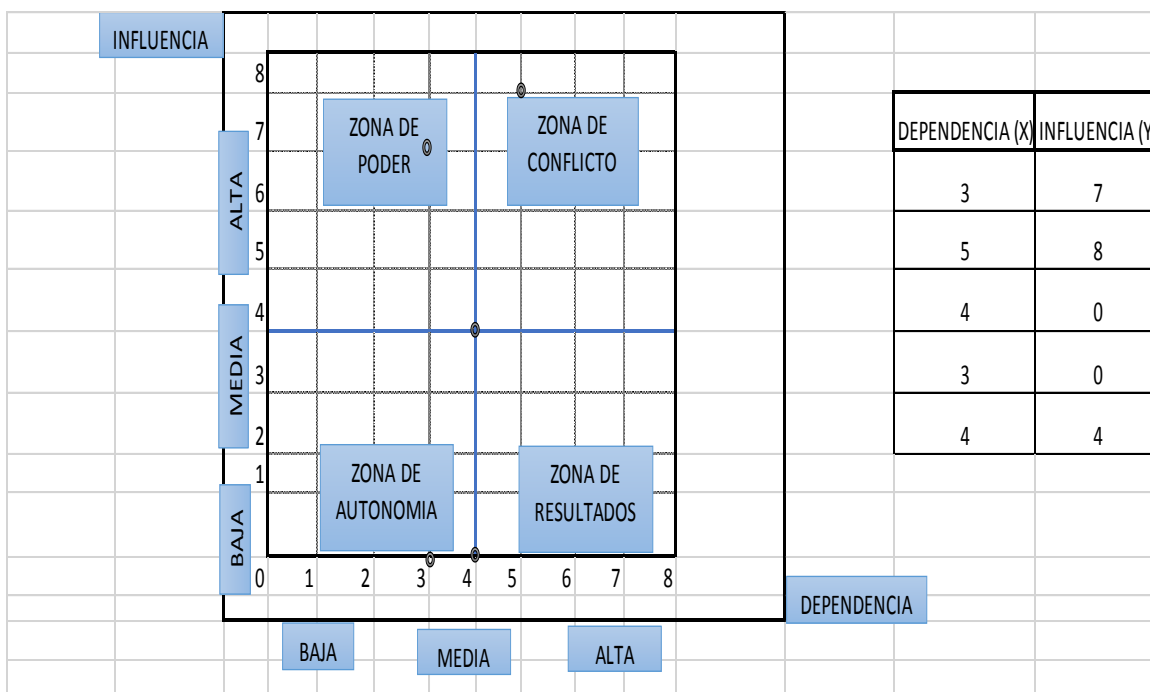 INFLUENCIA
8
7
6
5
4
3
2
1
0
ALTA
MEDIA
BAJA
ZONA DE
PODER
ZONA DE
CONFLICTO
ZONA DE
AUTONOMIA
ZONA DE
RESULTADOS
1 2 3 4 5 6 7 8
BAJA MEDIA ALTA
DEPENDENCIA
DEPENDENCIA (X) INFLUENCIA (Y
3 7
5 8
4 0
3 0
4 4